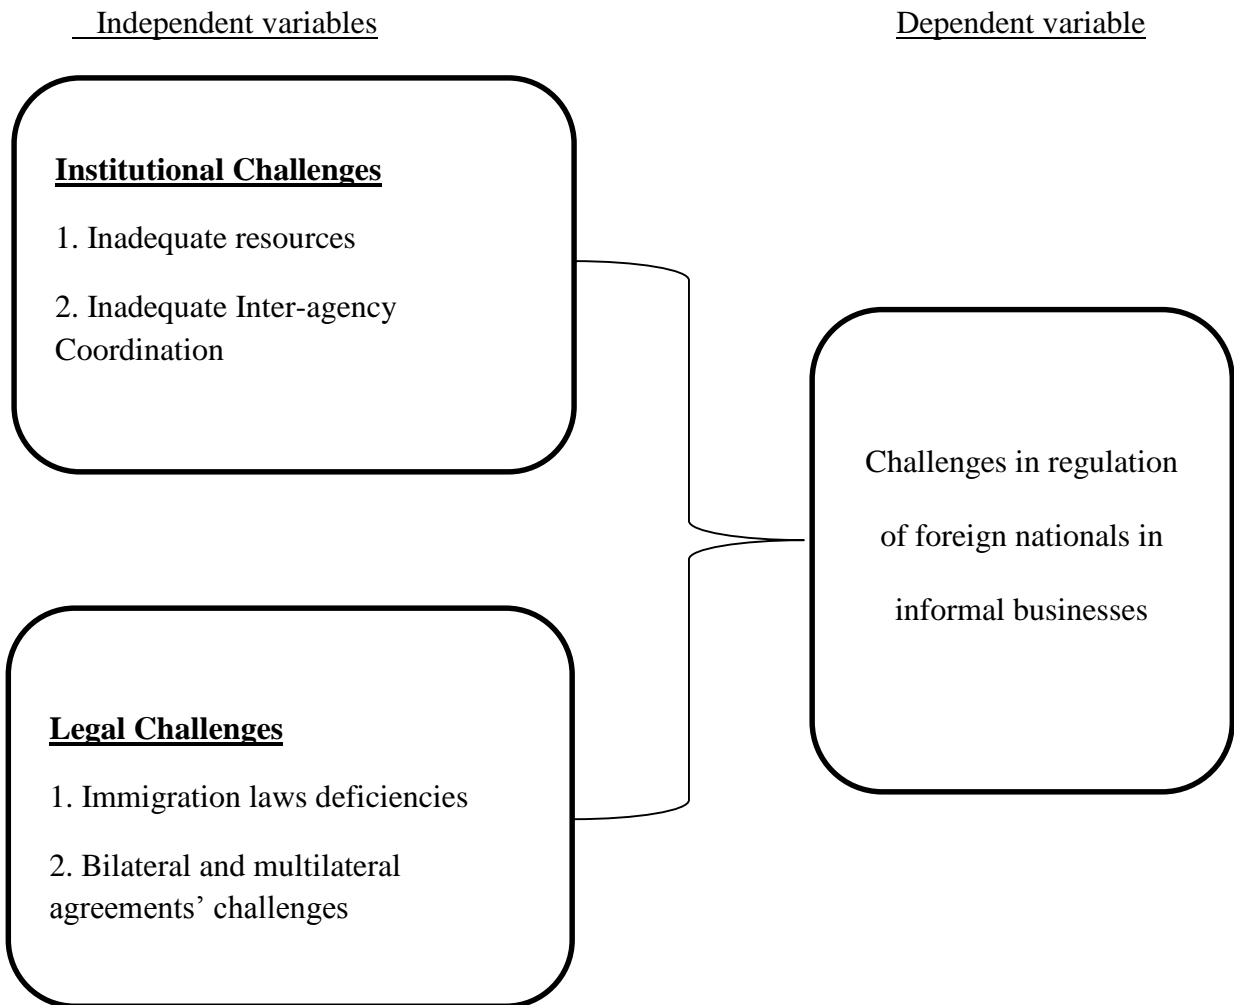 Independent variables
Dependent variable
Institutional Challenges
1. Inadequate resources
2. Inadequate Inter-agency
Coordination
Legal Challenges
1. Immigration laws deficiencies
2. Bilateral and multilateral
agreements’ challenges
Challenges in regulation
of foreign nationals in
informal businesses